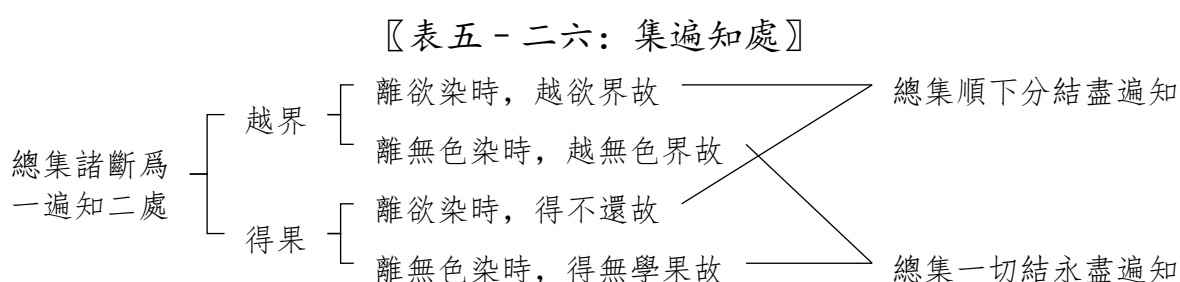 〖表五-二六:集遍知處〗
總集諸斷爲
一遍知二處
越界
離欲染時,越欲界故
離無色染時,越無色界故
得果
離欲染時,得不還故
離無色染時,得無學果故
總集順下分結盡遍知
總集一切結永盡遍知